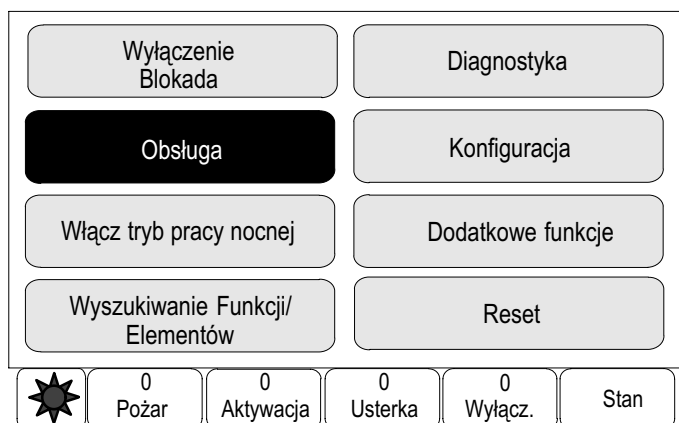 Wyłączenie
Blokada
Diagnostyka
Obsługa
Konfiguracja
Włącz tryb pracy nocnej
Dodatkowe funkcje
Wyszukiwanie Funkcji/
Elementów
Reset
0
Pożar
0
Aktywacja
0
Usterka
0
Wyłącz.
Stan